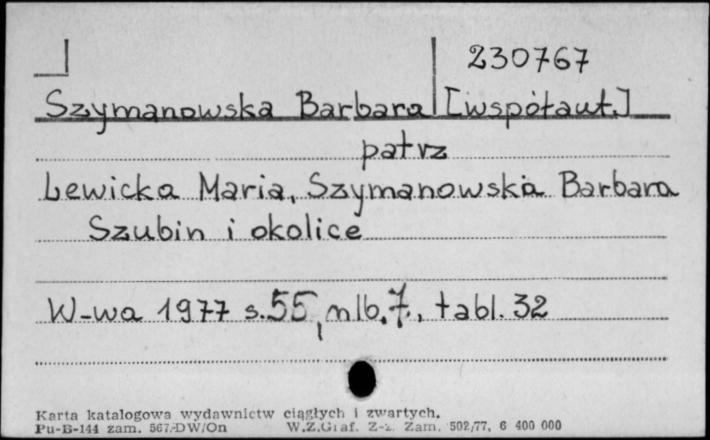 230767
Szymanowska Barbara [współaut.]
patrz
Lewicka Maria, Szymanowska Barbara
Szubin i okolice
W-wa 1977 s.55, nlb.7., tabl. 32
Karta katalogowa wydawnictw ciągłych i zwartych.
Pu-B-144 zam. 567-DW/On W.Z.Graf. Z-2. Zam. 502/77, 6 400 000